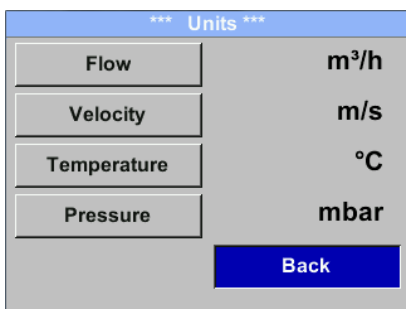 *** Units ***
Flow m³/h
Velocity m/s
Temperature °C
Pressure mbar
Back